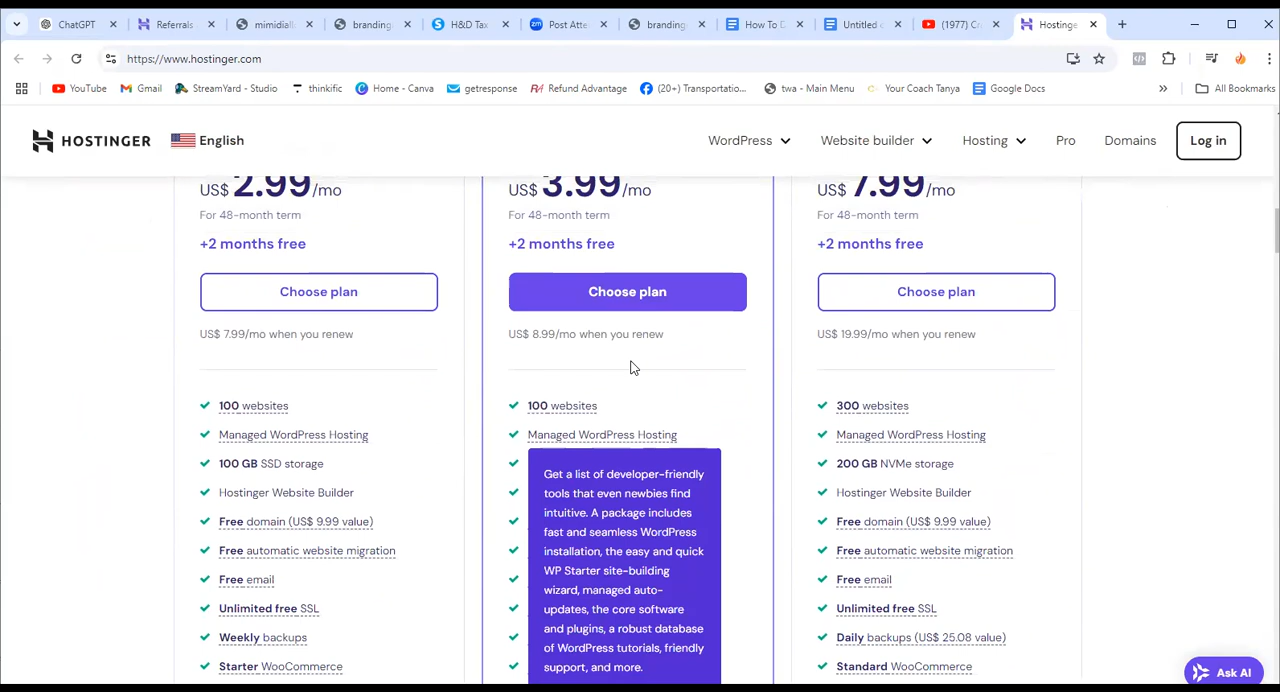 ChatGPT
Referrals
mimidiall
branding
H&D Tax
Post Atte
branding
How To D
Untitled
(1977) Cr
Hostinge
https://www.hostinger.com
YouTube
Gmail
StreamYard - Studio
thinkific
Home - Canva
getresponse
Refund Advantage
(20+) Transportatio...
twa - Main Menu
Your Coach Tanya
Google Docs
All Bookmarks
HOSTINGER
English
WordPress
Website builder
Hosting
Pro
Domains
Log in
US$ 2.99/mo
For 48-month term
+2 months free
Choose plan
US$ 7.99/mo when you renew
100 websites
Managed WordPress Hosting
100 GB SSD storage
Hostinger Website Builder
Free domain (US$ 9.99 value)
Free automatic website migration
Free email
Unlimited free SSL
Weekly backups
Starter WooCommerce
US$ 3.99/mo
For 48-month term
+2 months free
Choose plan
US$ 8.99/mo when you renew
100 websites
Managed WordPress Hosting
Get a list of developer-friendly
tools that even newbies find
intuitive. A package includes
fast and seamless WordPress
installation, the easy and quick
WP Starter site-building
wizard, managed auto-
updates, the core software
and plugins, a robust database
of WordPress tutorials, friendly
support, and more.
US$ 7.99/mo
For 48-month term
+2 months free
Choose plan
US$ 19.99/mo when you renew
300 websites
Managed WordPress Hosting
200 GB NVMe storage
Hostinger Website Builder
Free domain (US$ 9.99 value)
Free automatic website migration
Free email
Unlimited free SSL
Daily backups (US$ 25.08 value)
Standard WooCommerce
Ask AI